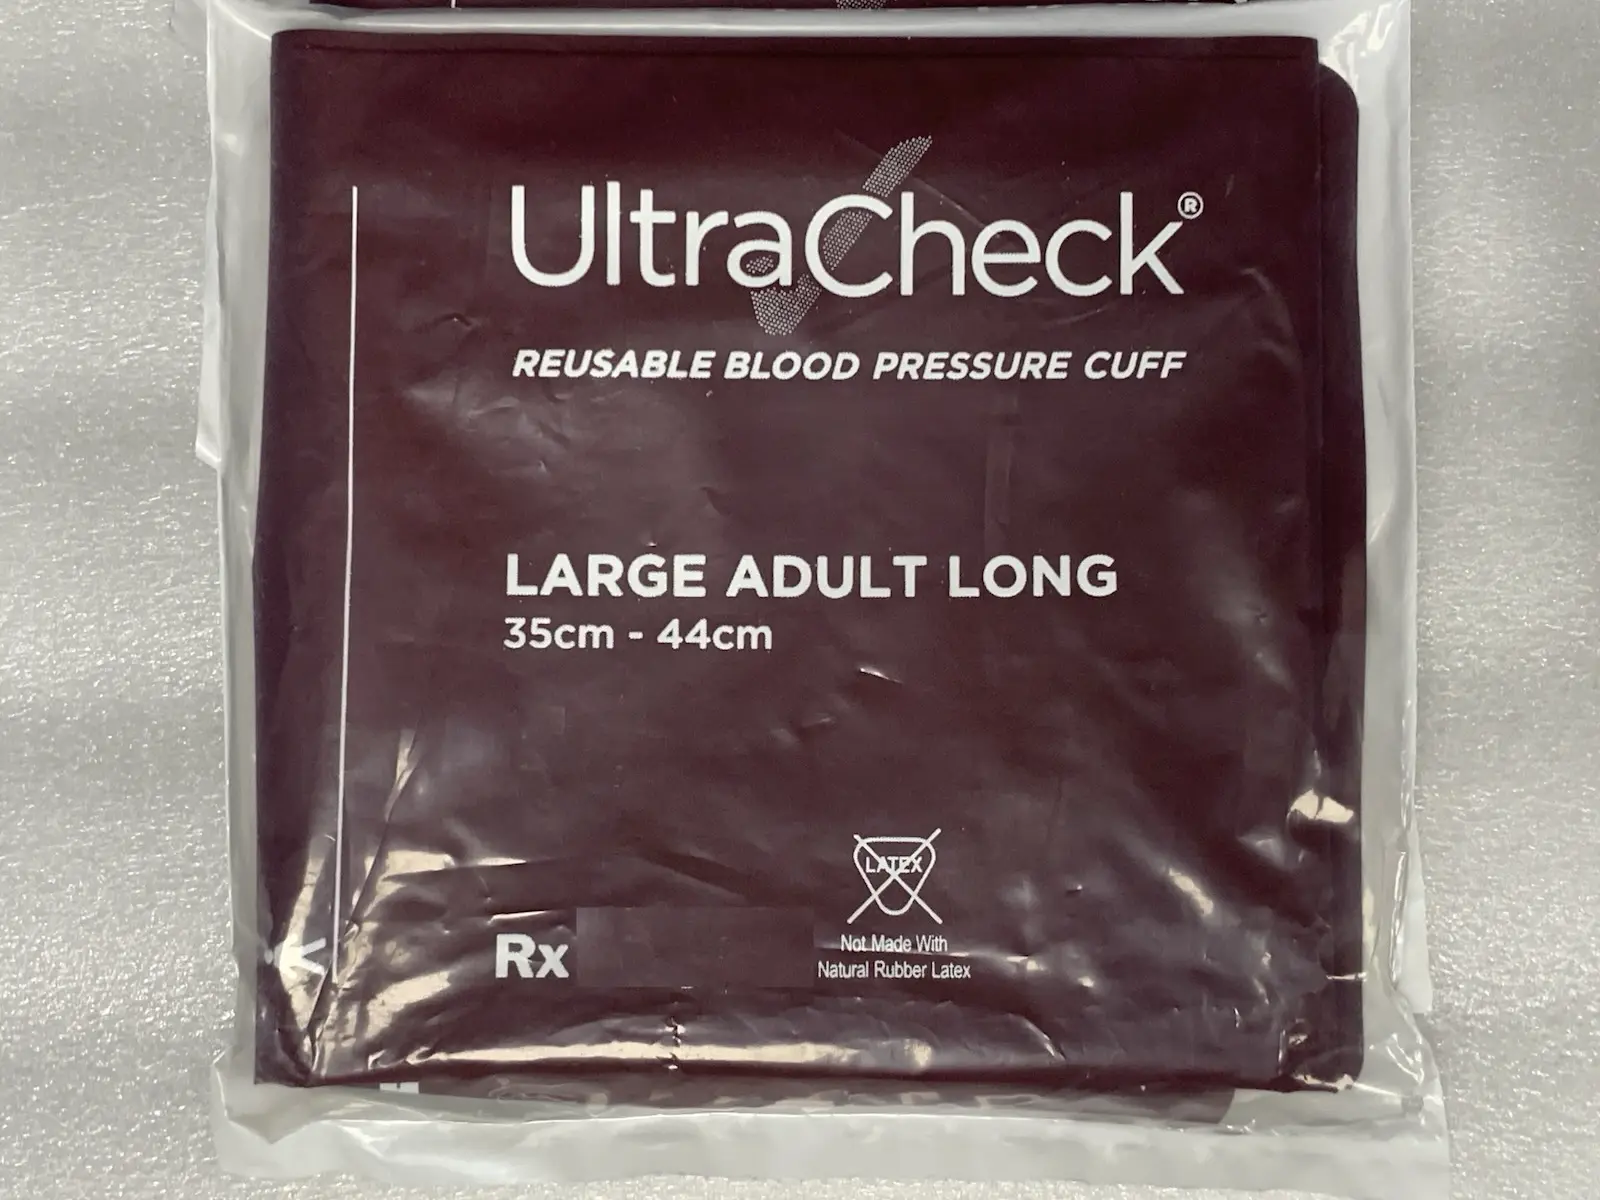 UltraCheck®
REUSABLE BLOOD PRESSURE CUFF
LARGE ADULT LONG
35cm - 44cm
LATEX
Rx
Not Made With
Natural Rubber Latex